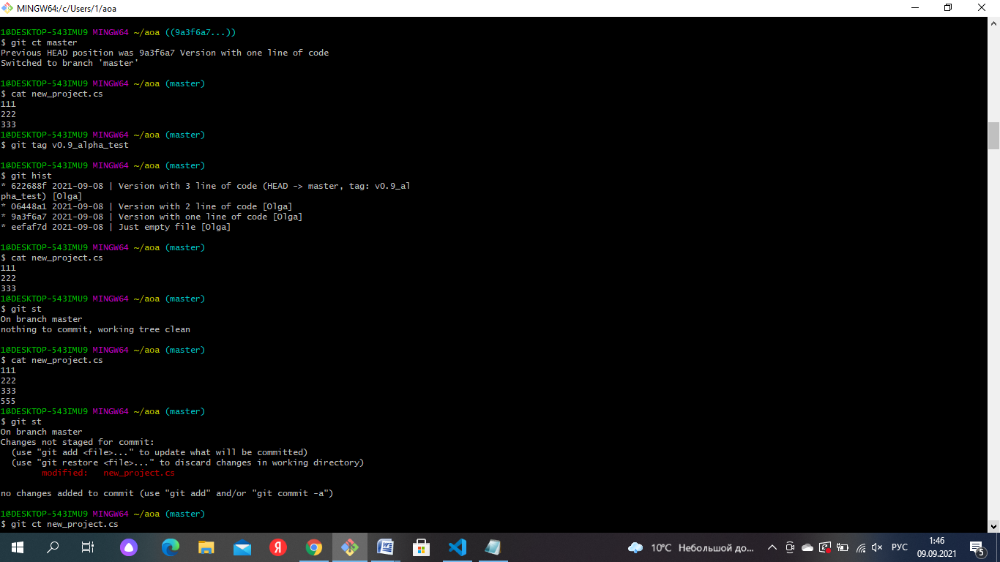 MINGW64:/c/Users/1/aoa
1@DESKTOP-543IMU9 MINGW64 ~/aoa ((9a3f6a7...))
$ git ct master
Previous HEAD position was 9a3f6a7 Version with one line of code
Switched to branch 'master'
1@DESKTOP-543IMU9 MINGW64 ~/aoa (master)
$ cat new_project.cs
111
222
333
1@DESKTOP-543IMU9 MINGW64 ~/aoa (master)
$ git tag v0.9_alpha_test
1@DESKTOP-543IMU9 MINGW64 ~/aoa (master)
$ git hist
* 622688f 2021-09-08 | Version with 3 line of code (HEAD -> master, tag: v0.9_al
pha_test) [Olga]
* 06448a1 2021-09-08 | Version with 2 line of code [Olga]
* 9a3f6a7 2021-09-08 | Version with one line of code [Olga]
* eefaf7d 2021-09-08 | Just empty file [Olga]
1@DESKTOP-543IMU9 MINGW64 ~/aoa (master)
$ cat new_project.cs
111
222
333
1@DESKTOP-543IMU9 MINGW64 ~/aoa (master)
$ git st
On branch master
nothing to commit, working tree clean
1@DESKTOP-543IMU9 MINGW64 ~/aoa (master)
$ cat new_project.cs
111
222
333
555
1@DESKTOP-543IMU9 MINGW64 ~/aoa (master)
$ git st
On branch master
Changes not staged for commit:
(use "git add <file>..." to update what will be committed)
(use "git restore <file>..." to discard changes in working directory)
modified:   new_project.cs
no changes added to commit (use "git add" and/or "git commit -a")
1@DESKTOP-543IMU9 MINGW64 ~/aoa (master)
$ git ct new_project.cs
10°C Небольшой до...
РУС
1:46
09.09.2021
5